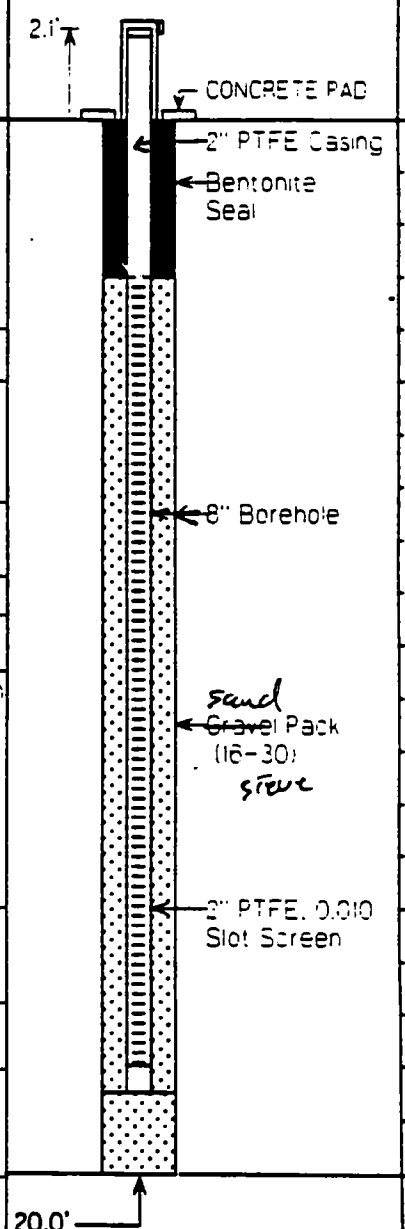 2.1'
CONCRETE PAD
2" PTFE Casing
Bentonite
Seal
8" Borehole
sand
Gravel Pack
(16-30)
sieve
2" PTFE, 0.010
Slot Screen
20.0'